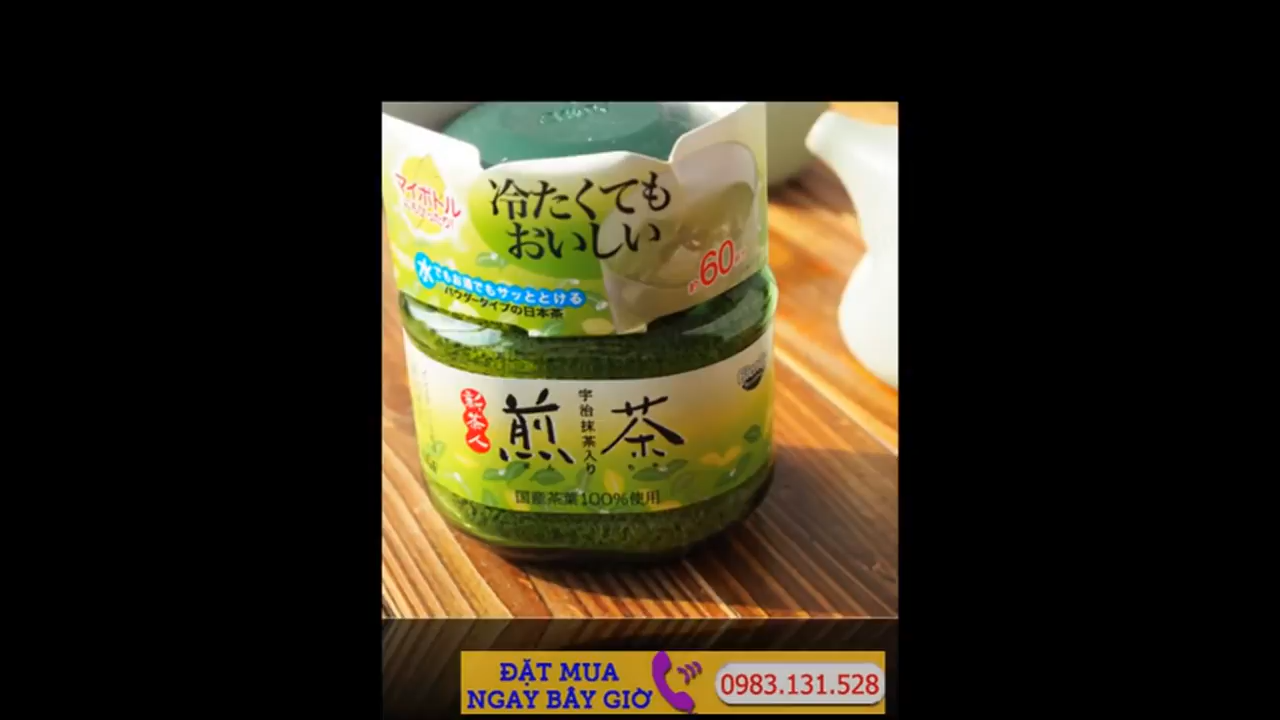 マイボトル
冷たくても
おいしい
約60
水でもお湯でもサッととける
パウダータイプの日本茶
新茶人
煎茶
宇治抹茶入り
国産茶葉100%使用
ĐẶT MUA
NGAY BÂY GIỜ
0983.131.528